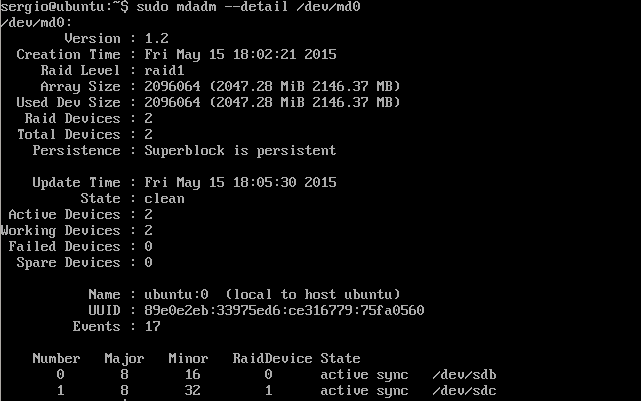 sergio@ubuntu:~$ sudo mdadm --detail /dev/md0
/dev/md0:
Version : 1.2
Creation Time : Fri May 15 18:02:21 2015
Raid Level : raid1
Array Size : 2096064 (2047.28 MiB 2146.37 MB)
Used Dev Size : 2096064 (2047.28 MiB 2146.37 MB)
Raid Devices : 2
Total Devices : 2
Persistence : Superblock is persistent
Update Time : Fri May 15 18:05:30 2015
State : clean
Active Devices : 2
Working Devices : 2
Failed Devices : 0
Spare Devices : 0
Name : ubuntu:0 (local to host ubuntu)
UUID : 89e0e2eb:33975ed6:ce316779:75fa0560
Events : 17
Number Major Minor RaidDevice State
0 8 16 0 active sync /dev/sdb
1 8 32 1 active sync /dev/sdc